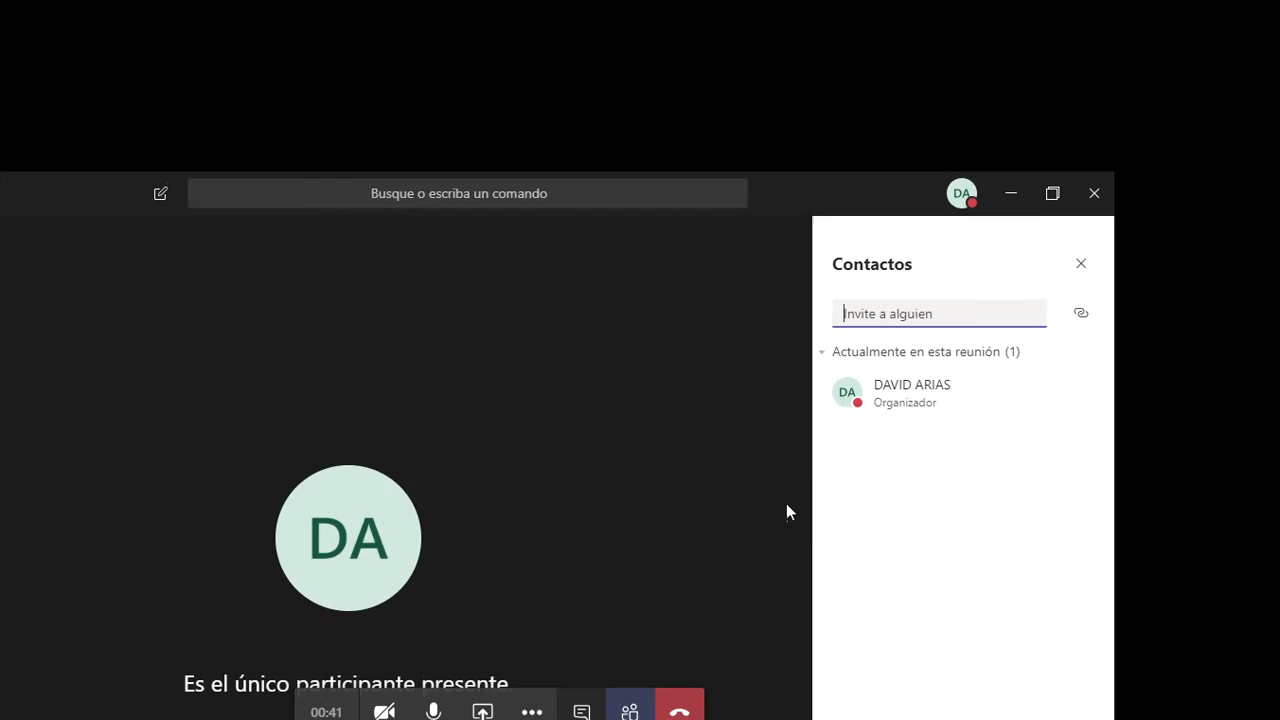 Busque o escriba un comando
DA
Contactos
Invite a alguien
Actualmente en esta reunión (1)
DA
DAVID ARIAS
Organizador
DA
Es el único participante presente.
00:41